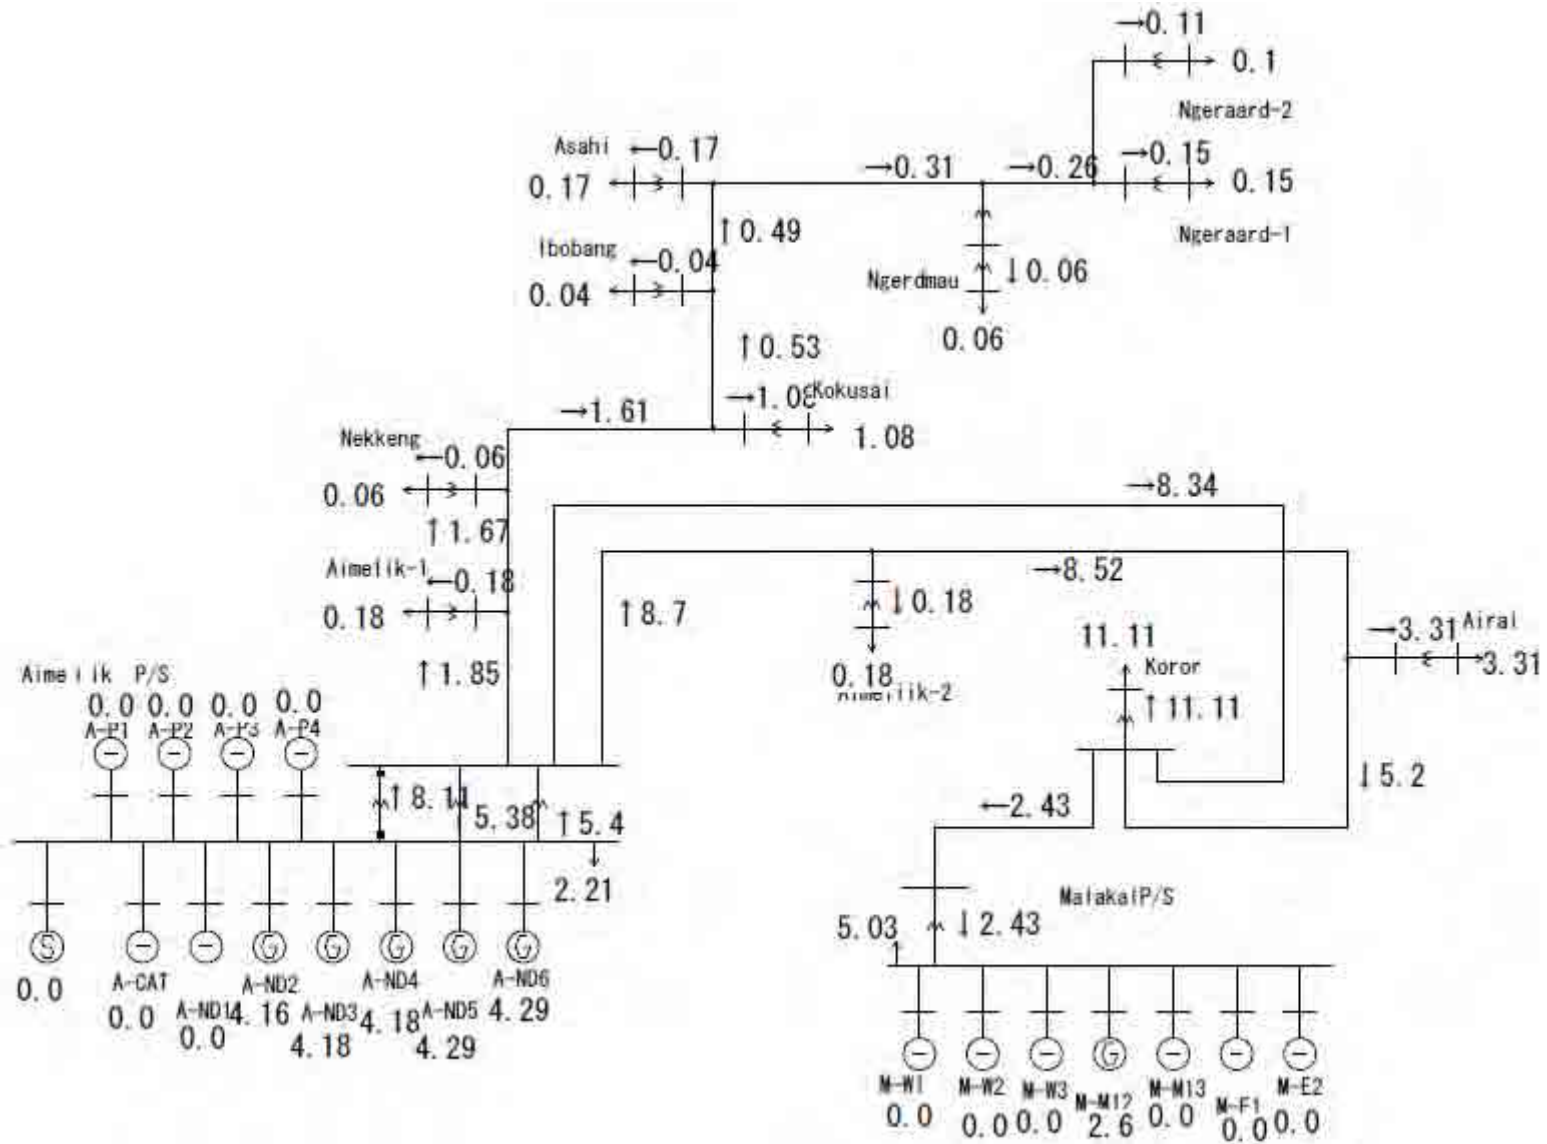 →0.11
0.1
Ngeraard-2
Asahi ←0.17
0.17
→0.31
→0.26
→0.15
0.15
Ngeraard-1
↑0.49
Ibobang
←0.04
0.04
Ngerdmau
↓0.06
0.06
↑0.53
→1.08
Kokusai
1.08
→1.61
Nekkeng
←0.06
0.06
↑1.67
→8.34
Aimelik-1
←0.18
0.18
→8.52
↓0.18
0.18
↑8.7
11.11
Koror
↑11.11
→3.31
Airai
3.31
↑1.85
Aimelik P/S
0.0 0.0 0.0 0.0
A-P1 A-P2 A-P3 A-P4
↑8.11
5.38
↑5.4
2.21
←2.43
↓5.2
MalakalP/S
5.03
↓2.43
S G G G G G
0.0
A-CAT
0.0
A-ND1
0.0
A-ND2
4.16
A-ND3
4.18
A-ND4
4.18
A-ND5
4.29
A-ND6
4.29
G
M-W1
0.0
M-W2
0.0
M-W3
0.0
M-M12
2.6
M-M13
0.0
M-F1
0.0
M-E2
0.0